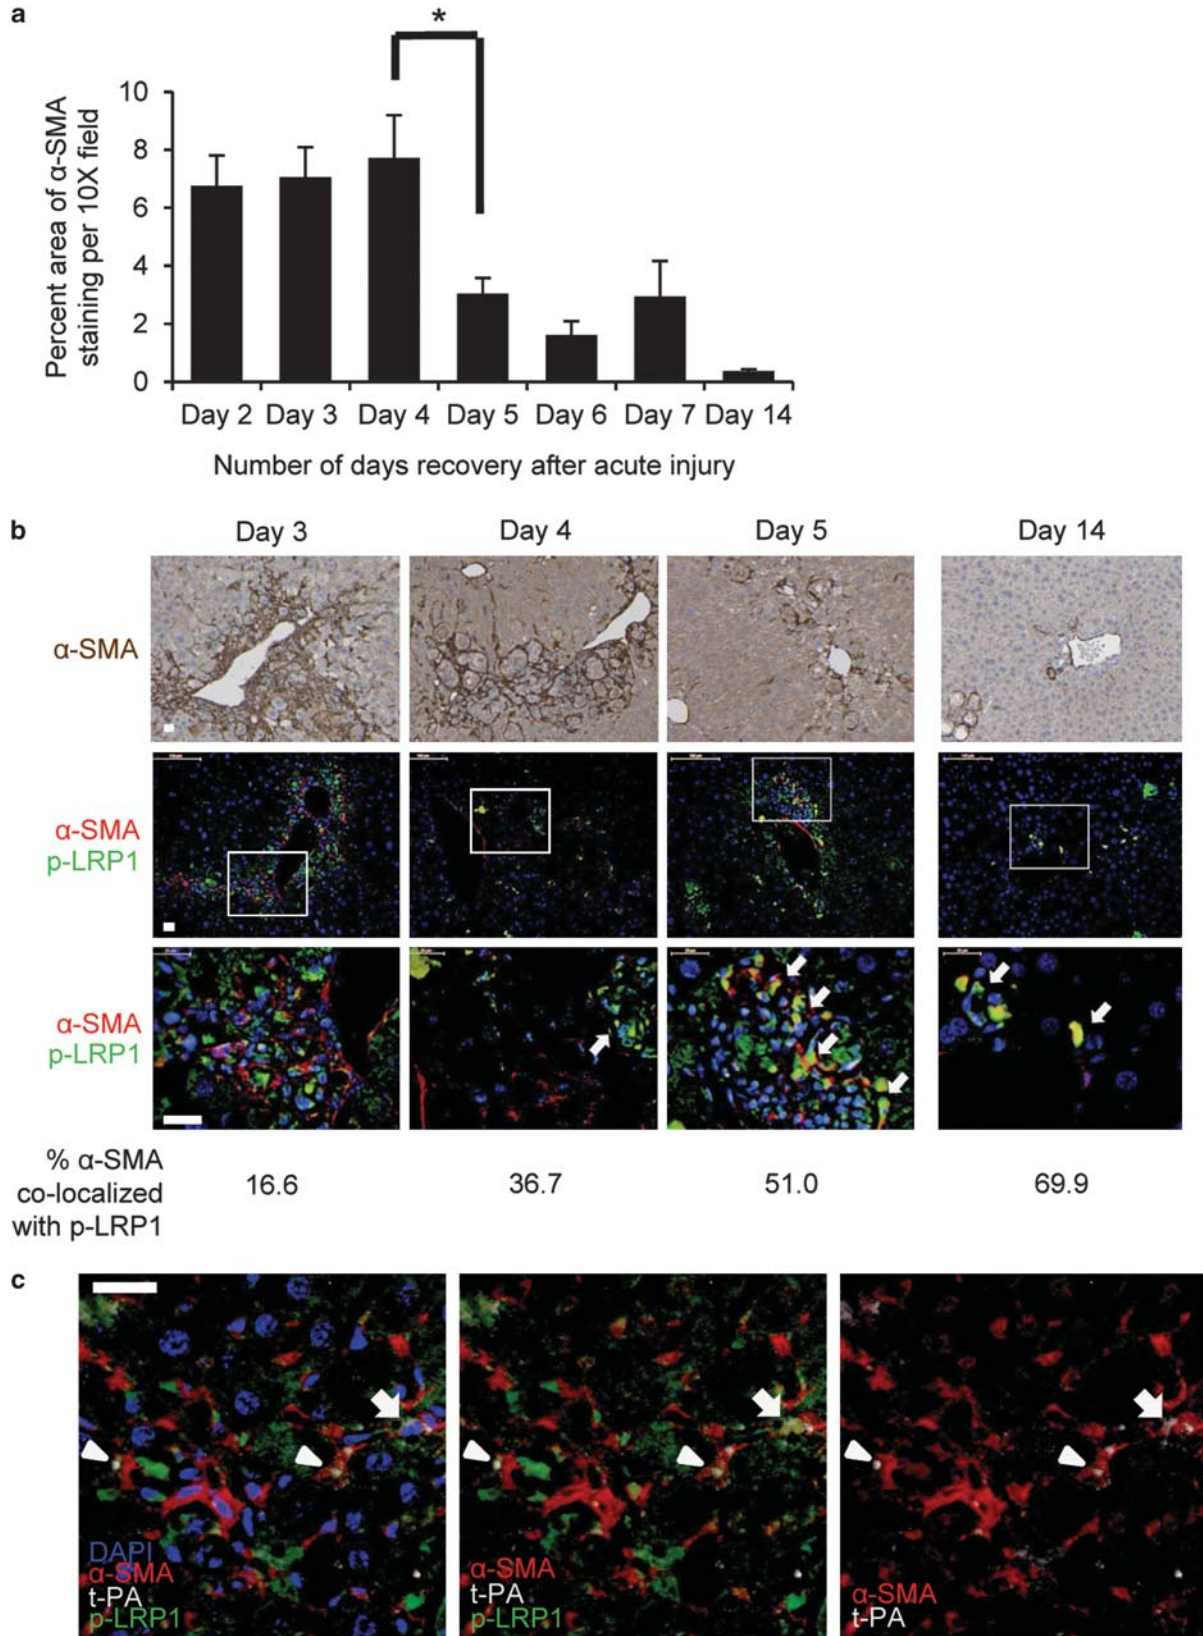 a
*
Percent area of α-SMA
staining per 10X field
10
8
6
4
2
0
Day 2
Day 3
Day 4
Day 5
Day 6
Day 7
Day 14
Number of days recovery after acute injury
b
Day 3
Day 4
Day 5
Day 14
α-SMA
α-SMA
p-LRP1
α-SMA
p-LRP1
% α-SMA
co-localized
with p-LRP1
16.6
36.7
51.0
69.9
c
DAPI
α-SMA
t-PA
p-LRP1
α-SMA
t-PA
p-LRP1
α-SMA
t-PA